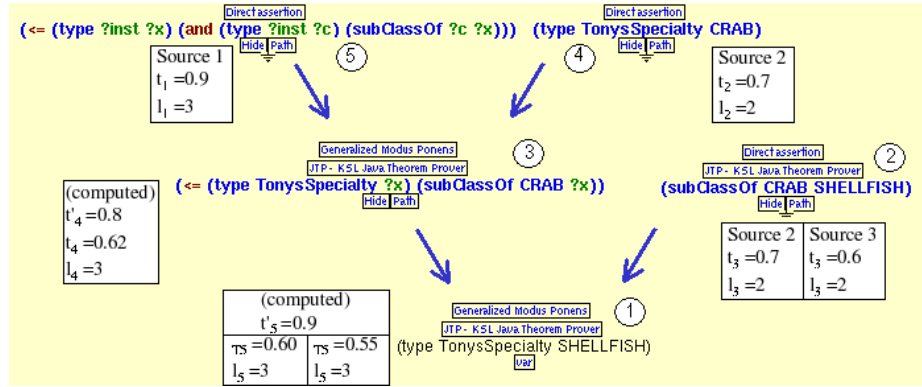 Direct assertion
(<= (type ?inst ?x) (and (type ?inst ?c) (subClassOf ?c ?x)))
Hide Path
5
Direct assertion
(type TonysSpecialty CRAB)
Hide Path
4
Source 1
t1 =0.9
l1 =3
Source 2
t2 =0.7
l2 =2
Generalized Modus Ponens
JTP - KSL Java Theorem Prover
3
(<= (type TonysSpecialty ?x) (subClassOf CRAB ?x))
Hide Path
Direct assertion
2
JTP - KSL Java Theorem Prover
(subClassOf CRAB SHELLFISH)
Hide Path
(computed)
t'4 =0.8
t4 =0.62
l4 =3
Source 2
t3 =0.7
l3 =2
Source 3
t3 =0.6
l3 =2
(computed)
t'5 =0.9
τ5 =0.60
l5 =3
τ5 =0.55
l5 =3
Generalized Modus Ponens
1
JTP - KSL Java Theorem Prover
(type TonysSpecialty SHELLFISH)
var